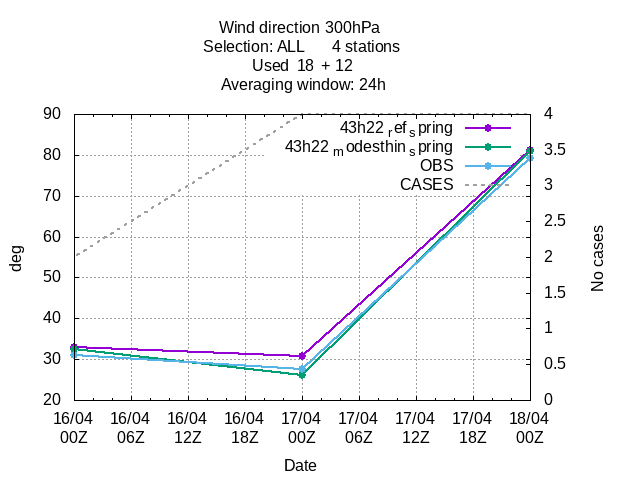 Wind direction 300hPa
Selection: ALL 4 stations
Used 18 + 12
Averaging window: 24h
90
80
70
60
50
40
30
20
4
3.5
3
2.5
2
1.5
1
0.5
0
deg
No cases
43h22 ref spring
43h22 modesthin spring
OBS
CASES
16/04 16/04 16/04 16/04 17/04 17/04 17/04 17/04 18/04
00Z 06Z 12Z 18Z 00Z 06Z 12Z 18Z 00Z
Date